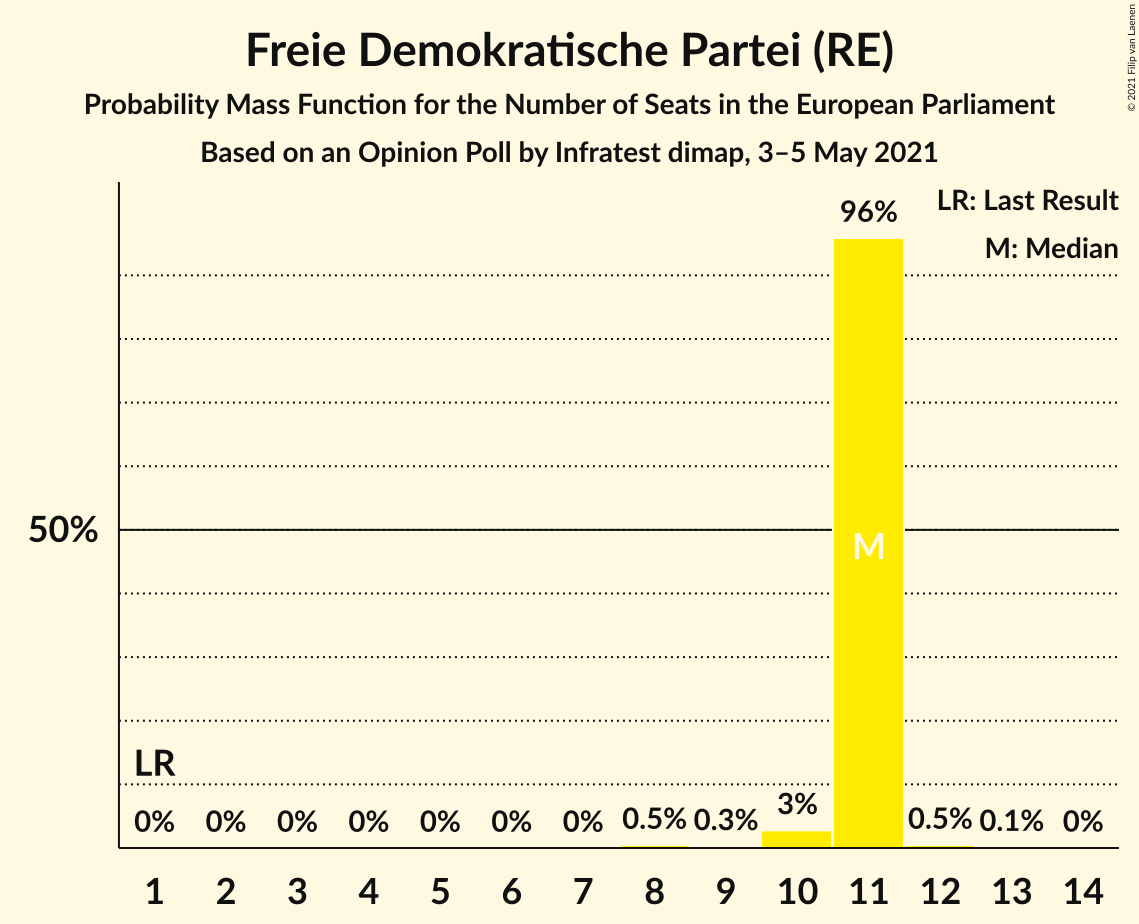 Freie Demokratische Partei (RE)
Probability Mass Function for the Number of Seats in the European Parliament
Based on an Opinion Poll by Infratest dimap, 3–5 May 2021
© 2021 Filip van Laenen
LR: Last Result
M: Median
96%
50%
M
LR
0% 0% 0% 0% 0% 0% 0% 0.5% 0.3% 3% 0.5% 0.1% 0%
1 2 3 4 5 6 7 8 9 10 11 12 13 14